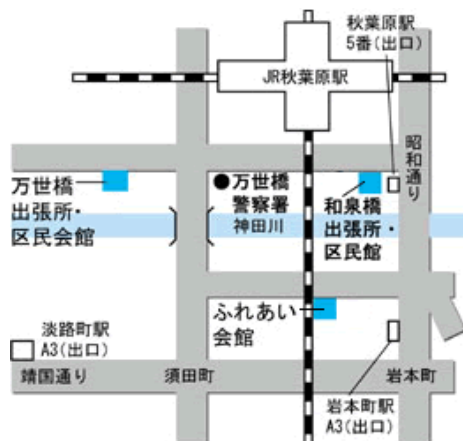 秋葉原駅
5番(出口)
JR秋葉原駅
昭和通り
万世橋
出張所・
区民会館
●万世橋
警察署
神田川
和泉橋
出張所・
区民館
ふれあい
会館
淡路町駅
A3(出口)
靖国通り
須田町
岩本町
岩本町駅
A3(出口)